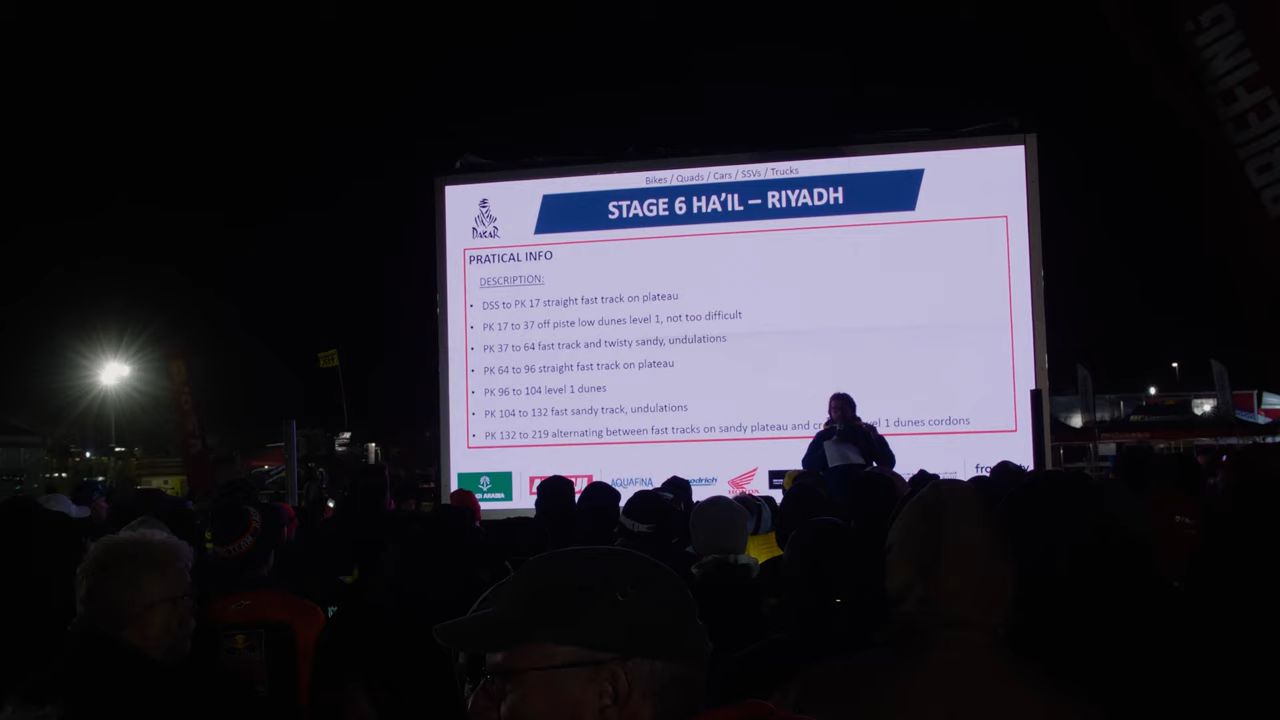 BRIEFING
Bikes / Quads / Cars / SSVs / Trucks
STAGE 6 HA'IL – RIYADH
DAKAR
PRATICAL INFO
DESCRIPTION:
• DSS to PK 17 straight fast track on plateau
• PK 17 to 37 off piste low dunes level 1, not too difficult
• PK 37 to 64 fast track and twisty sandy, undulations
• PK 64 to 96 straight fast track on plateau
• PK 96 to 104 level 1 dunes
• PK 104 to 132 fast sandy track, undulations
• PK 132 to 219 alternating between fast tracks on sandy plateau and 1 dunes cordons
AQUAFINA
HONDA